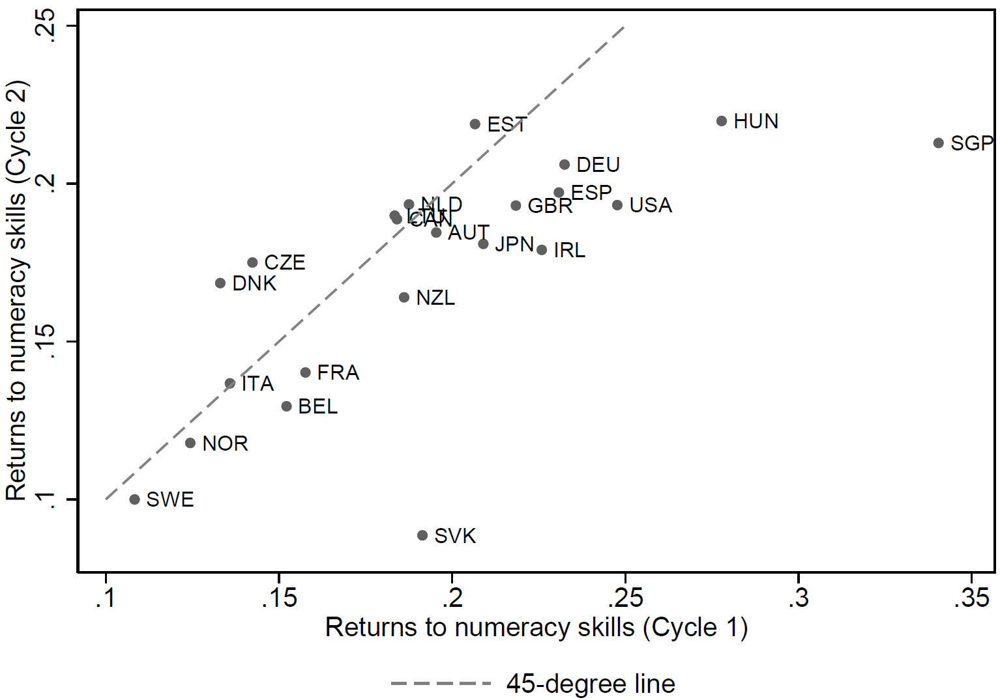 .25
EST
HUN
SGP
DEU
.2
ESP
NLD
GBR
USA
LTU
CAN
AUT
JPN
IRL
CZE
DNK
NZL
.15
FRA
ITA
BEL
NOR
.1
SWE
SVK
Returns to numeracy skills (Cycle 2)
.1
.15
.2
.25
.3
.35
Returns to numeracy skills (Cycle 1)
45-degree line